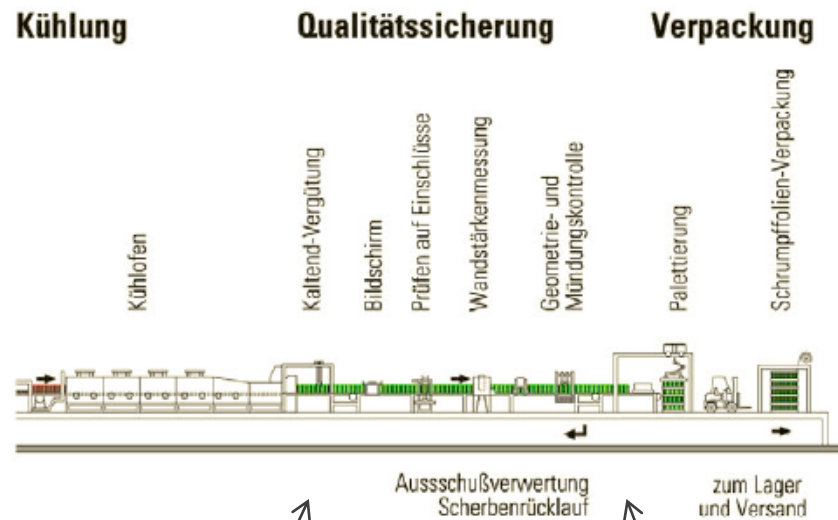 Kühlung
Qualitätssicherung
Verpackung
Kühlofen
Kaltend-Vergütung
Bildschirm
Prüfen auf Einschlüsse
Wandstärkenmessung
Geometrie- und
Mündungskontrolle
Palettierung
Schrumpffolien-Verpackung
Aussschußverwertung
Scherbenrücklauf
zum Lager
und Versand